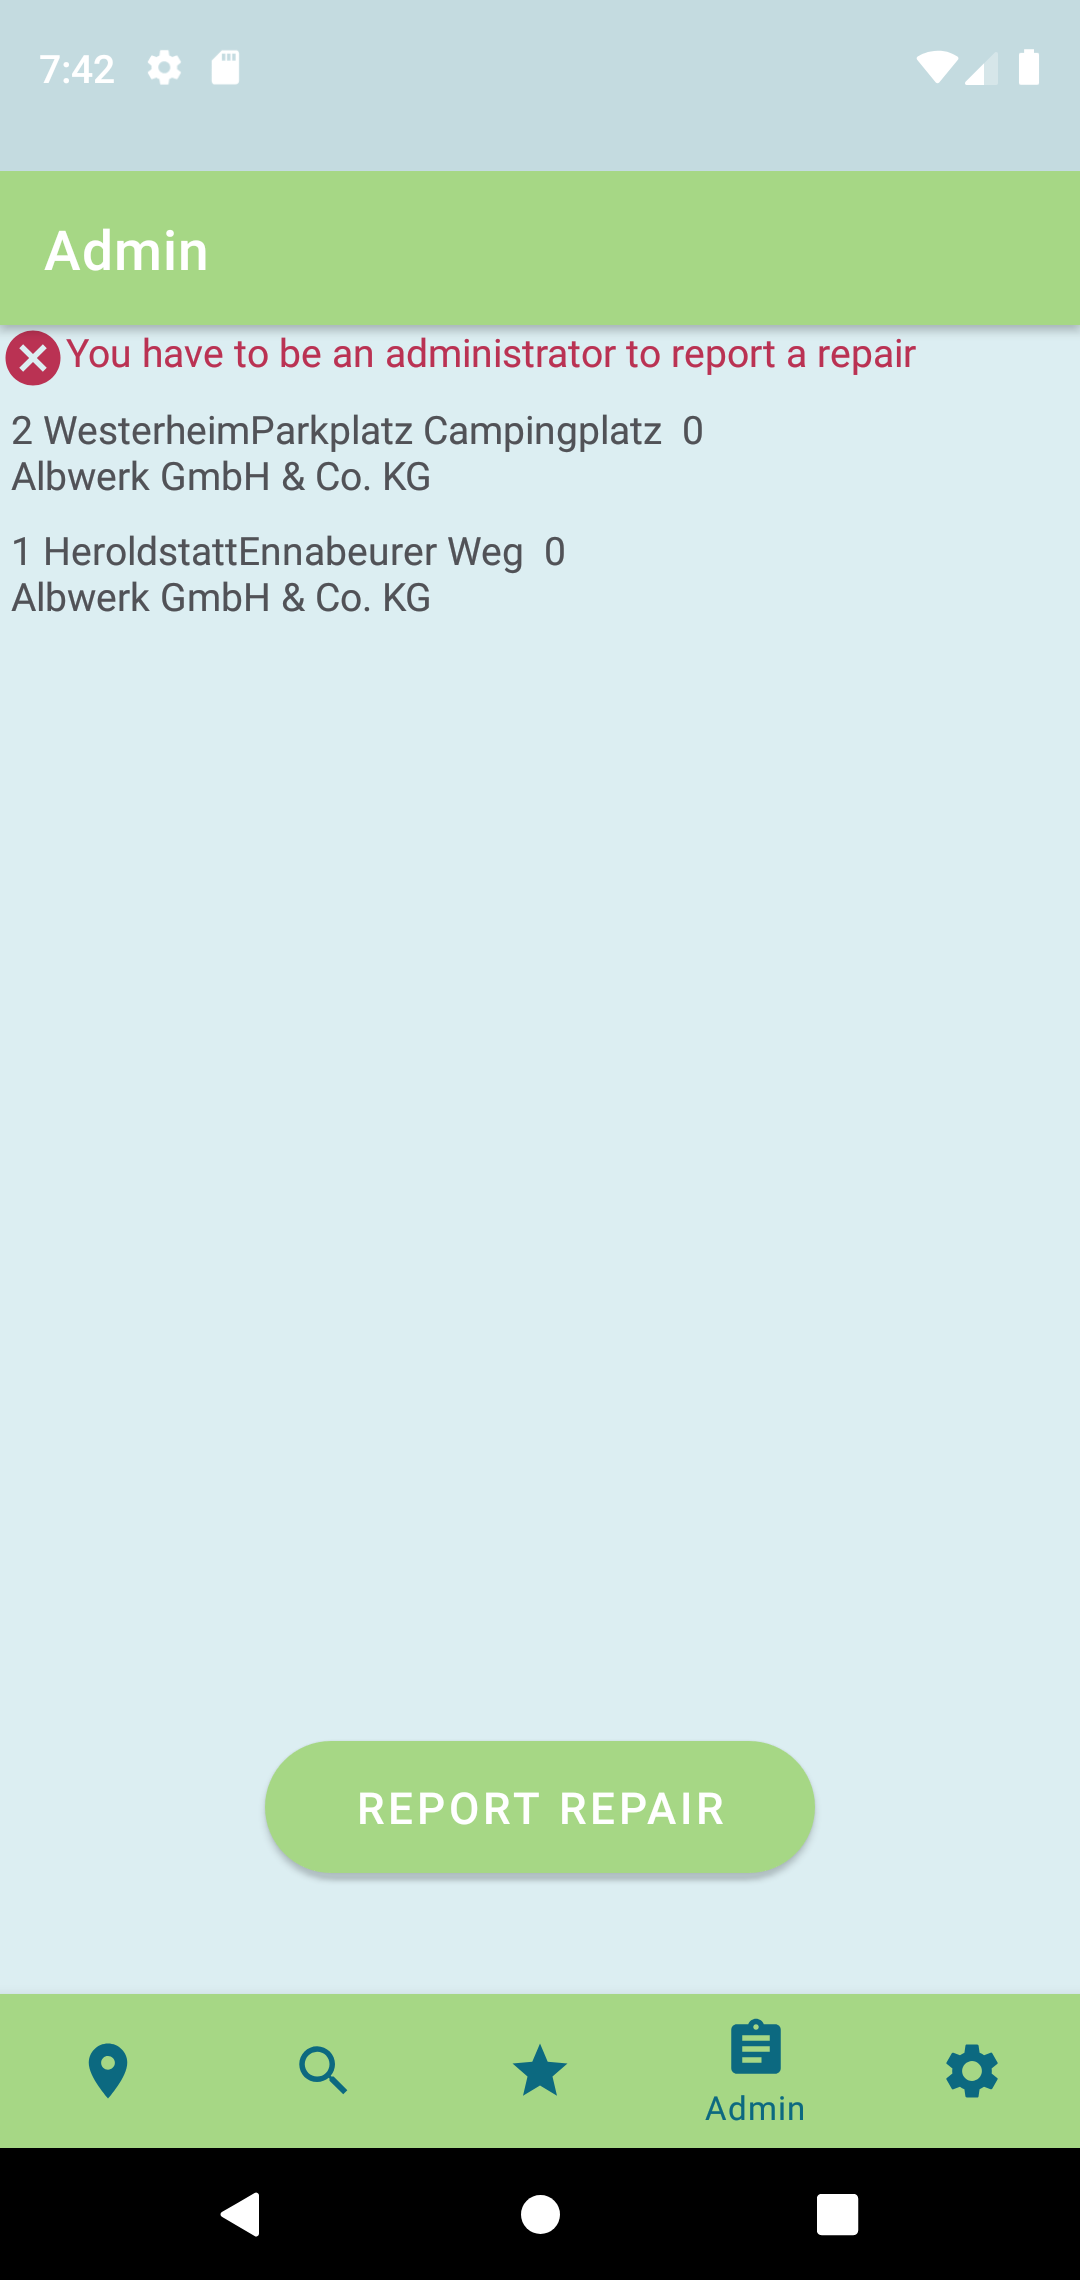 7:42
Admin
You have to be an administrator to report a repair
2 WesterheimParkplatz Campingplatz  0
Albwerk GmbH & Co. KG
1 HeroldstattEnnabeurer Weg  0
Albwerk GmbH & Co. KG
REPORT REPAIR
Admin